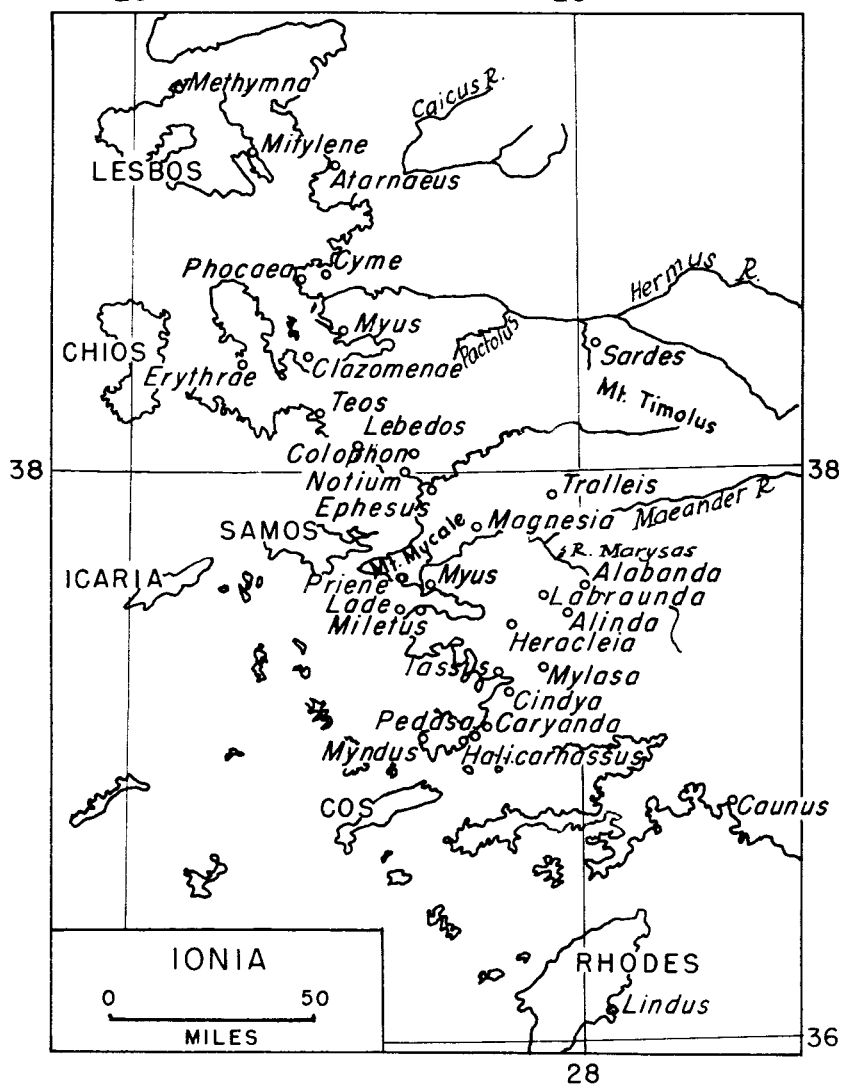 Methymna
Caicus R.
Mitylene
LESBOS
Atarnaeus
Phocaea
Cyme
Hermus R.
Myus
Pactolus
CHIOS
Sardes
Erythrae
Clazomenae
Mt. Timolus
Teos
Lebedos
Colophon
38
38
Notium
Tralleis
Ephesus
Maeander R
Magnesia
SAMOS
Mt. Mycale
R. Marysas
ICARIA
Myus
Alabanda
Priene
Labraunda
Lade
Alinda
Miletus
Heracleia
Iassus
Mylasa
Cindya
Pedasa
Caryanda
Myndus
Halicarnassus
COS
Caunus
IONIA
RHODES
0 50
Lindus
MILES
36
28